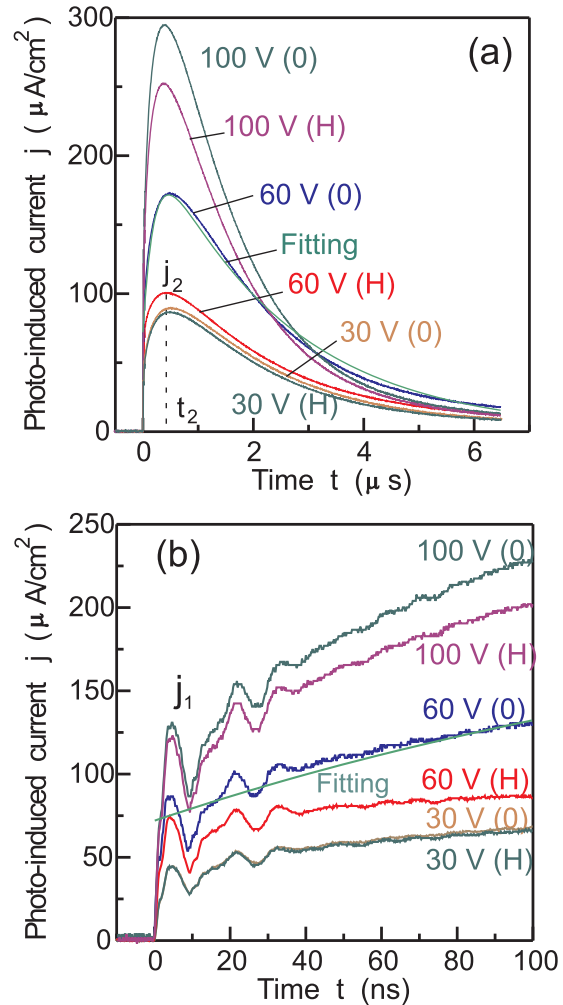 (a)
Photo-induced current j ( μA/cm²)
300
200
100
0
100 V (0)
100 V (H)
60 V (0)
Fitting
60 V (H)
30 V (0)
30 V (H)
j₂
t₂
0 2 4 6
Time t (μ s)
(b)
Photo-induced current j ( μ A/cm²)
250
200
150
100
50
0
100 V (0)
100 V (H)
j₁
60 V (0)
Fitting
60 V (H)
30 V (0)
30 V (H)
0 20 40 60 80 100
Time t (ns)